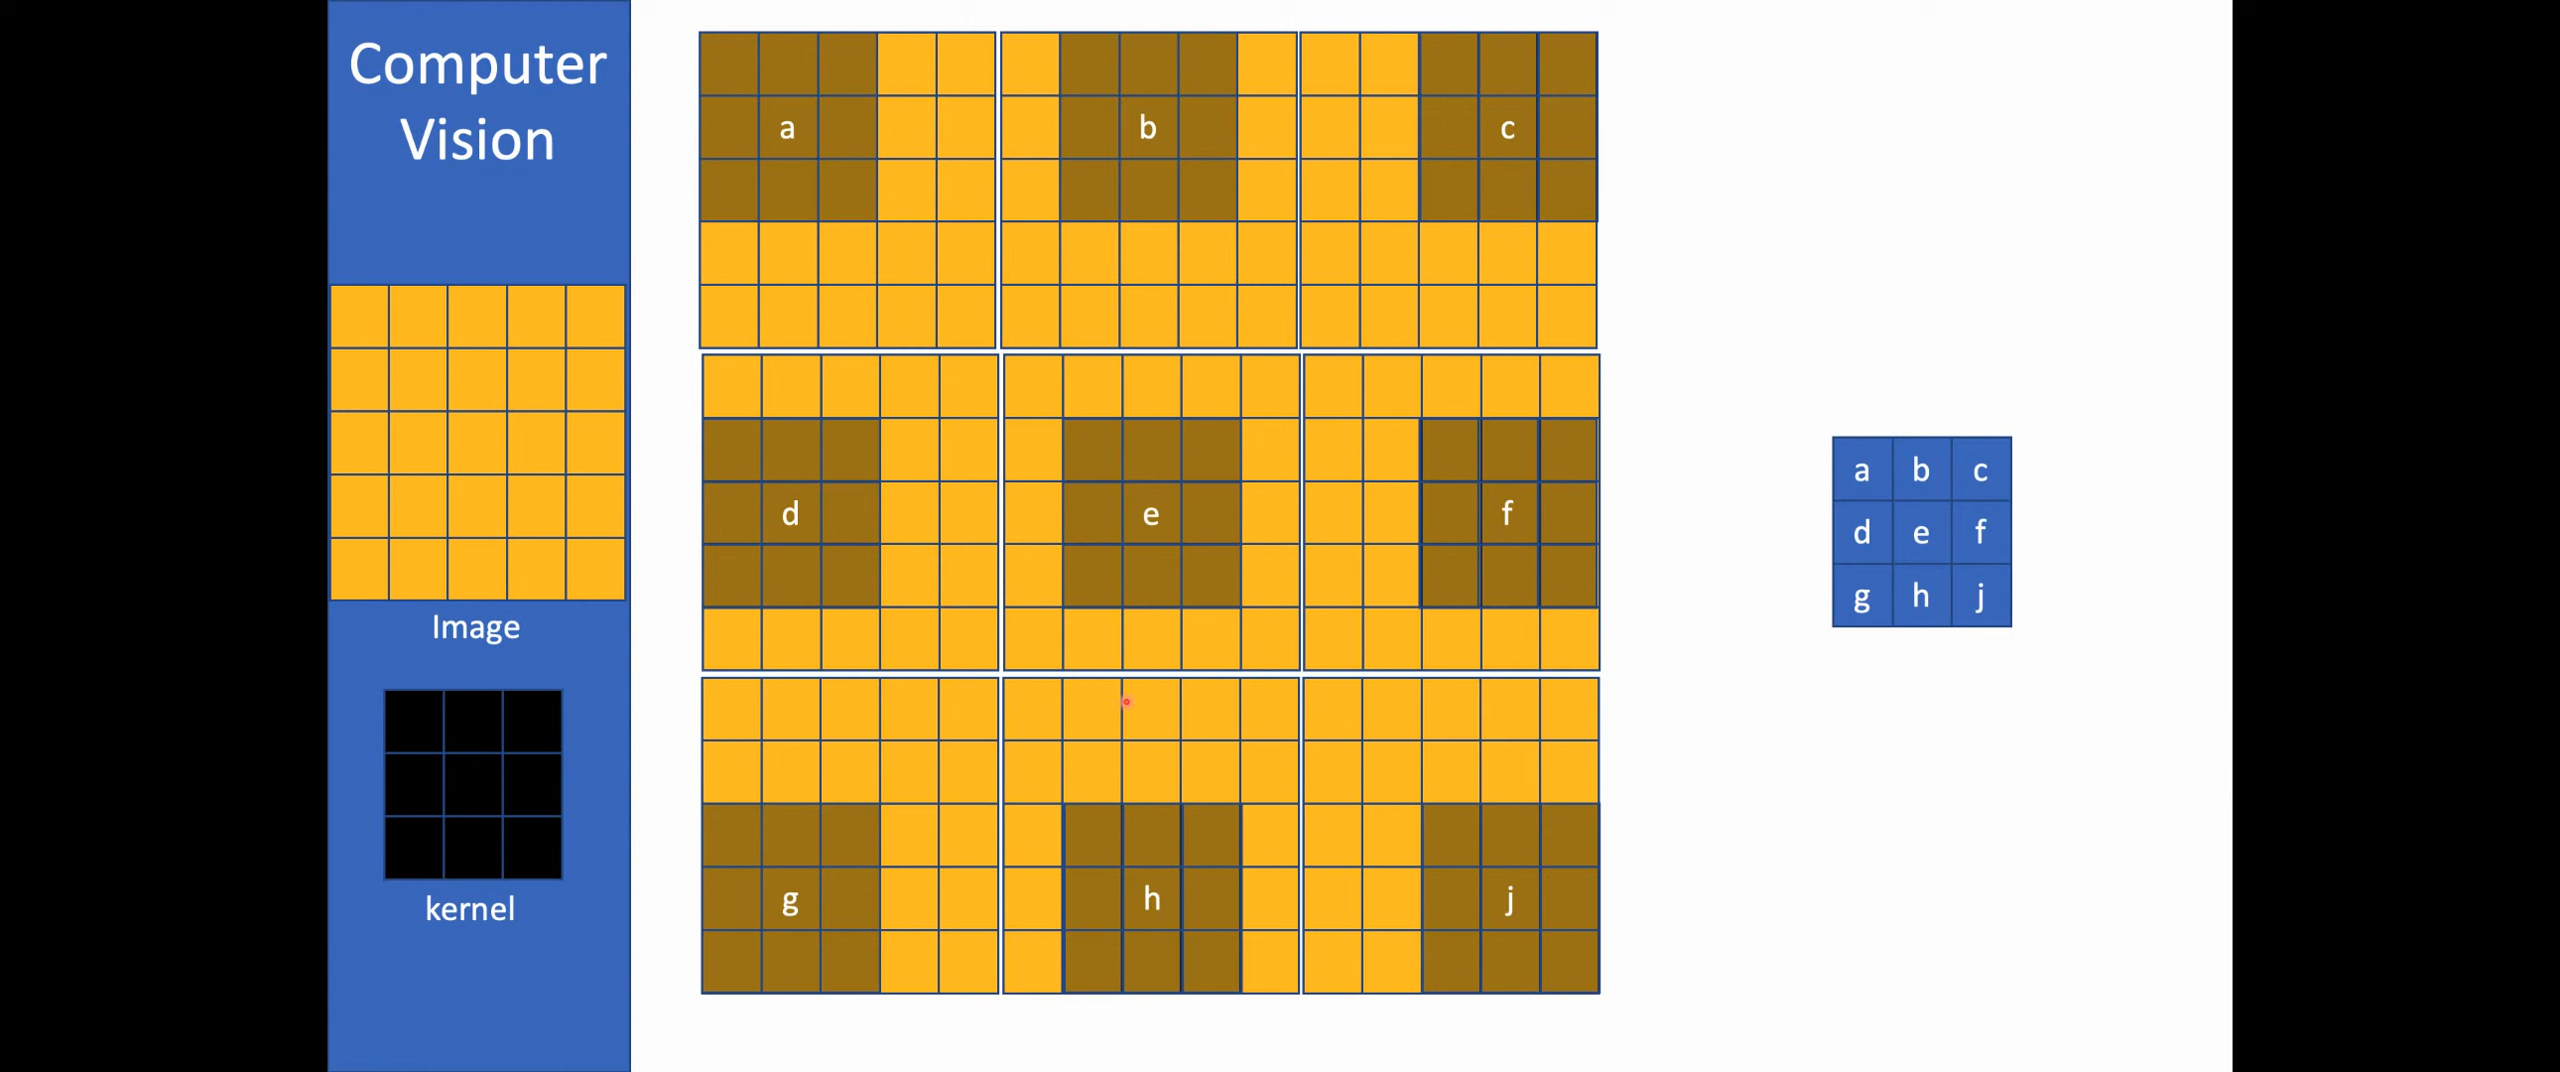 Computer
Vision
Image
kernel
a
b
c
d
e
f
g
h
j
a b c
d e f
g h j